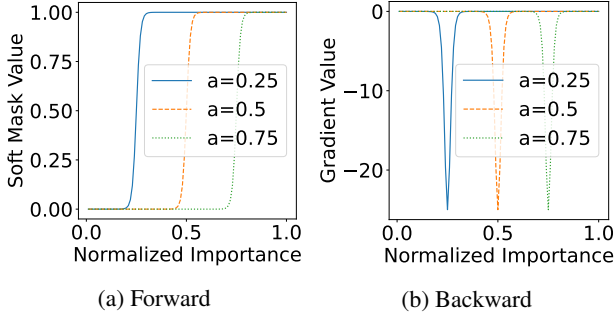 Soft Mask Value
1.00
0.75
0.50
0.25
0.00
a=0.25
a=0.5
a=0.75
0.0
0.5
1.0
Normalized Importance
(a) Forward
Gradient Value
0
−10
−20
a=0.25
a=0.5
a=0.75
0.0
0.5
1.0
Normalized Importance
(b) Backward